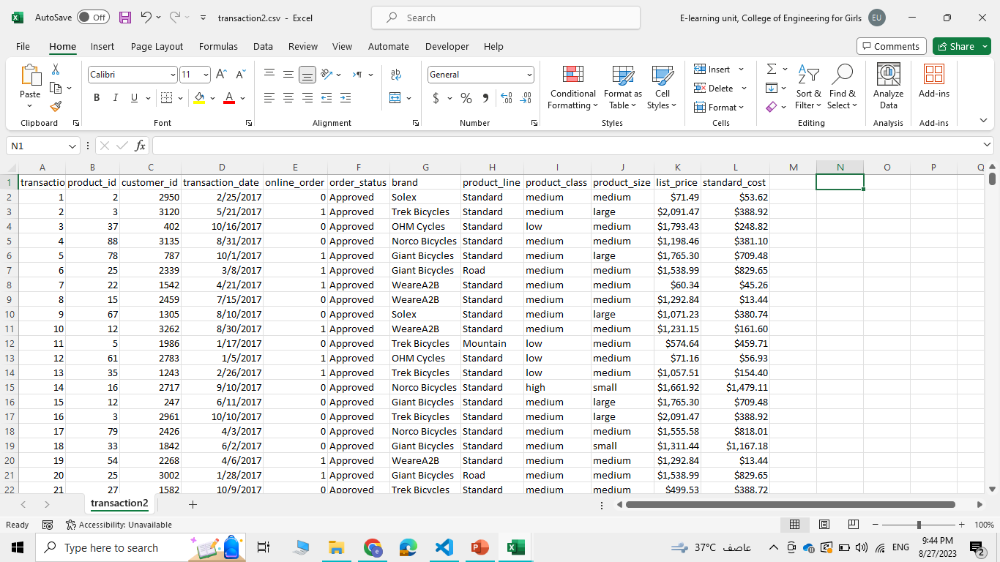 AutoSave Off transaction2.csv - Excel Search E-learning unit, College of Engineering for Girls EU
File Home Insert Page Layout Formulas Data Review View Automate Developer Help Comments Share
Calibri 11 General Insert
Paste Conditional Formatting Format as Table Cell Styles Delete Sort & Filter Find & Select Analyze Data Add-ins
Format
Clipboard Font Alignment Number Styles Cells Editing Analysis Add-ins
N1 fx
A B C D E F G H I J K L M N O P Q
1 transactio product_id customer_id transaction_date online_order order_status brand product_line product_class product_size list_price standard_cost
2 1 2 2950 2/25/2017 0 Approved Solex Standard medium medium $71.49 $53.62
3 2 3 3120 5/21/2017 1 Approved Trek Bicycles Standard medium large $2,091.47 $388.92
4 3 37 402 10/16/2017 0 Approved OHM Cycles Standard low medium $1,793.43 $248.82
5 4 88 3135 8/31/2017 0 Approved Norco Bicycles Standard medium medium $1,198.46 $381.10
6 5 78 787 10/1/2017 1 Approved Giant Bicycles Standard medium large $1,765.30 $709.48
7 6 25 2339 3/8/2017 1 Approved Giant Bicycles Road medium medium $1,538.99 $829.65
8 7 22 1542 4/21/2017 1 Approved WeareA2B Standard medium medium $60.34 $45.26
9 8 15 2459 7/15/2017 0 Approved WeareA2B Standard medium medium $1,292.84 $13.44
10 9 67 1305 8/10/2017 0 Approved Solex Standard medium large $1,071.23 $380.74
11 10 12 3262 8/30/2017 1 Approved WeareA2B Standard medium medium $1,231.15 $161.60
12 11 5 1986 1/17/2017 0 Approved Trek Bicycles Mountain low medium $574.64 $459.71
13 12 61 2783 1/5/2017 1 Approved OHM Cycles Standard low medium $71.16 $56.93
14 13 35 1243 2/26/2017 1 Approved Trek Bicycles Standard low medium $1,057.51 $154.40
15 14 16 2717 9/10/2017 0 Approved Norco Bicycles Standard high small $1,661.92 $1,479.11
16 15 12 247 6/11/2017 0 Approved Giant Bicycles Standard medium large $1,765.30 $709.48
17 16 3 2961 10/10/2017 0 Approved Trek Bicycles Standard medium large $2,091.47 $388.92
18 17 79 2426 4/3/2017 0 Approved Norco Bicycles Standard medium medium $1,555.58 $818.01
19 18 33 1842 6/2/2017 0 Approved Giant Bicycles Standard medium small $1,311.44 $1,167.18
20 19 54 2268 4/6/2017 1 Approved WeareA2B Standard medium medium $1,292.84 $13.44
21 20 25 3002 1/28/2017 1 Approved Giant Bicycles Road medium medium $1,538.99 $829.65
22 21 27 1582 10/9/2017 0 Approved Trek Bicycles Standard medium medium $499.53 $388.72
transaction2
Ready Accessibility: Unavailable 100%
Type here to search 37°C عاصف ENG 9:44 PM
8/27/2023 2